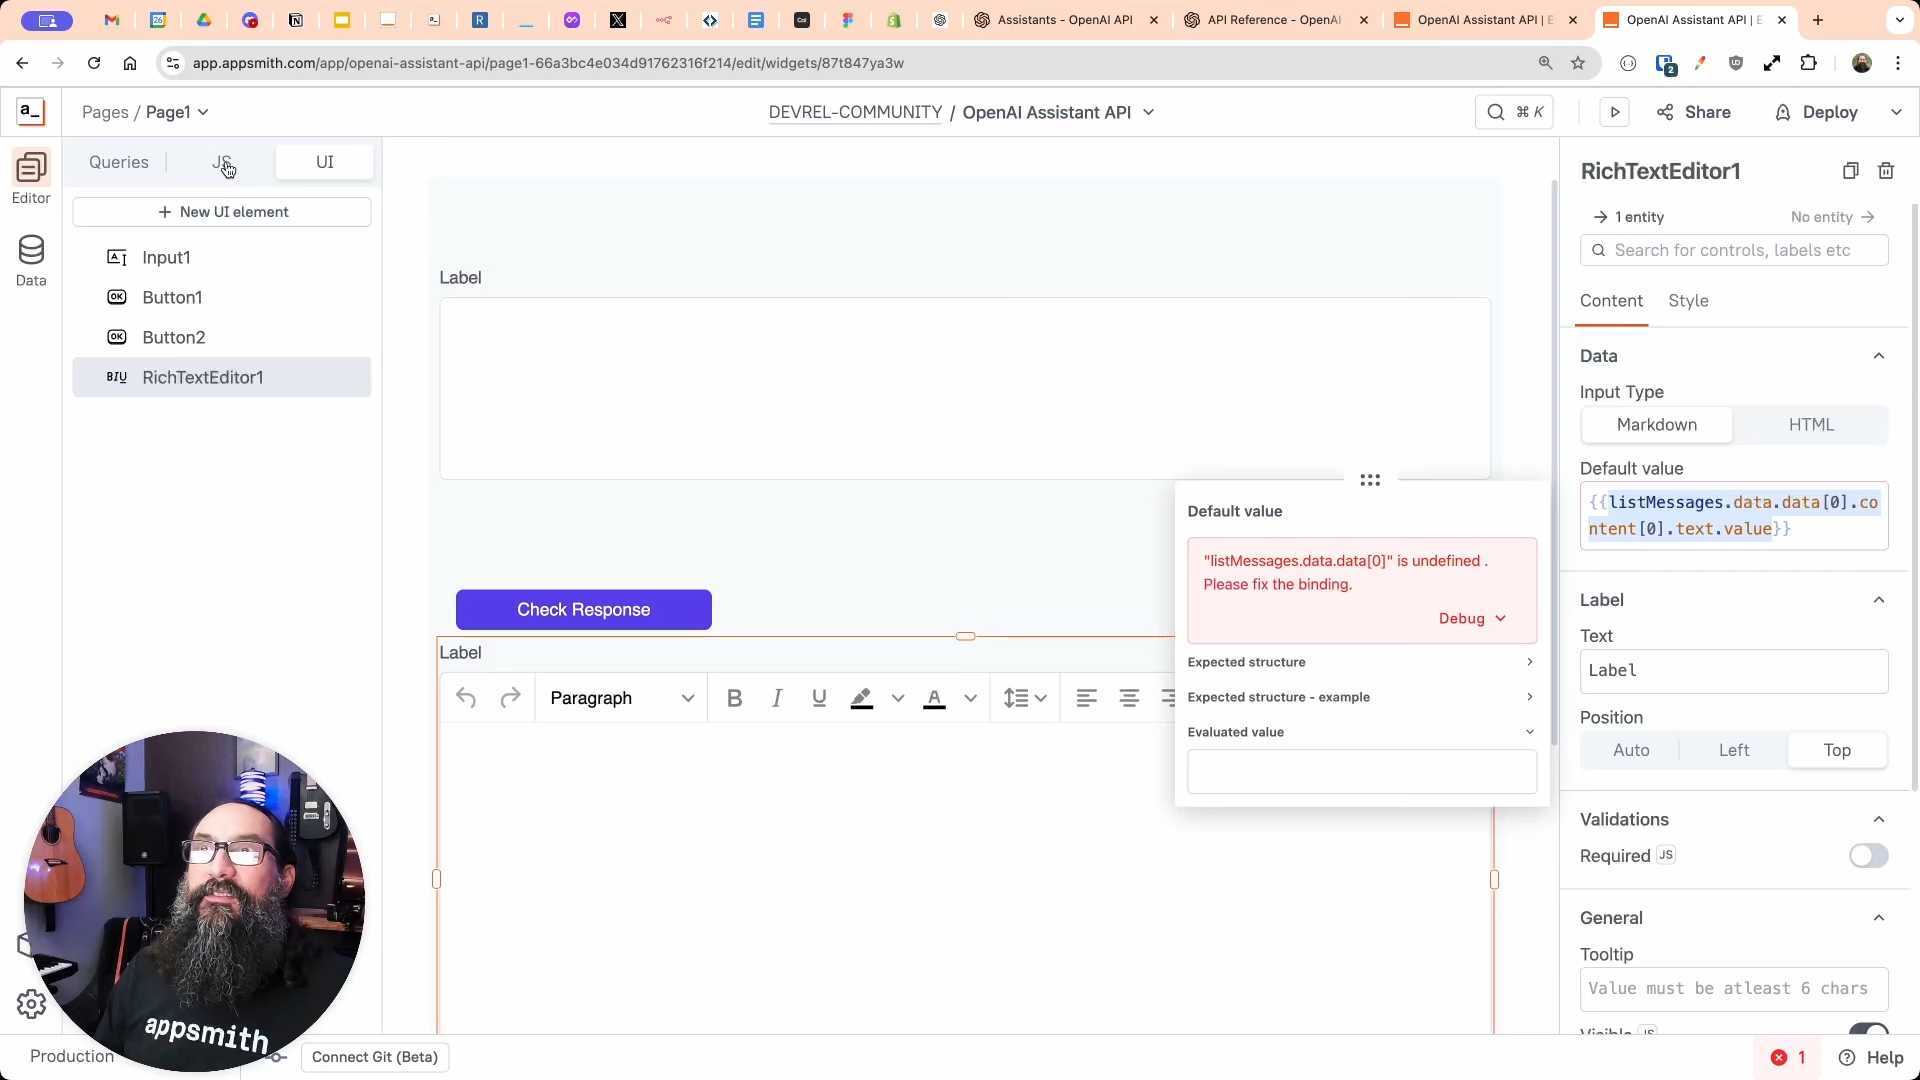 Assistants - OpenAI API
API Reference - OpenAI
OpenAI Assistant API | E
OpenAI Assistant API | E
app.appsmith.com/app/openai-assistant-api/page1-66a3bc4e034d91762316f214/edit/widgets/87t847ya3w
a_
Pages / Page1
DEVREL-COMMUNITY / OpenAI Assistant API
⌘ K
Share
Deploy
Editor
Data
Queries
JS
UI
+ New UI element
Input1
Button1
Button2
RichTextEditor1
Label
Check Response
Label
Paragraph
B I U
A
Default value
"listMessages.data.data[0]" is undefined .
Please fix the binding.
Debug
Expected structure
Expected structure - example
Evaluated value
RichTextEditor1
1 entity
No entity
Search for controls, labels etc
Content
Style
Data
Input Type
Markdown
HTML
Default value
{{listMessages.data.data[0].co
ntent[0].text.value}}
Label
Text
Label
Position
Auto
Left
Top
Validations
Required JS
General
Tooltip
Value must be atleast 6 chars
Visible JS
appsmith
Production
Connect Git (Beta)
1
Help